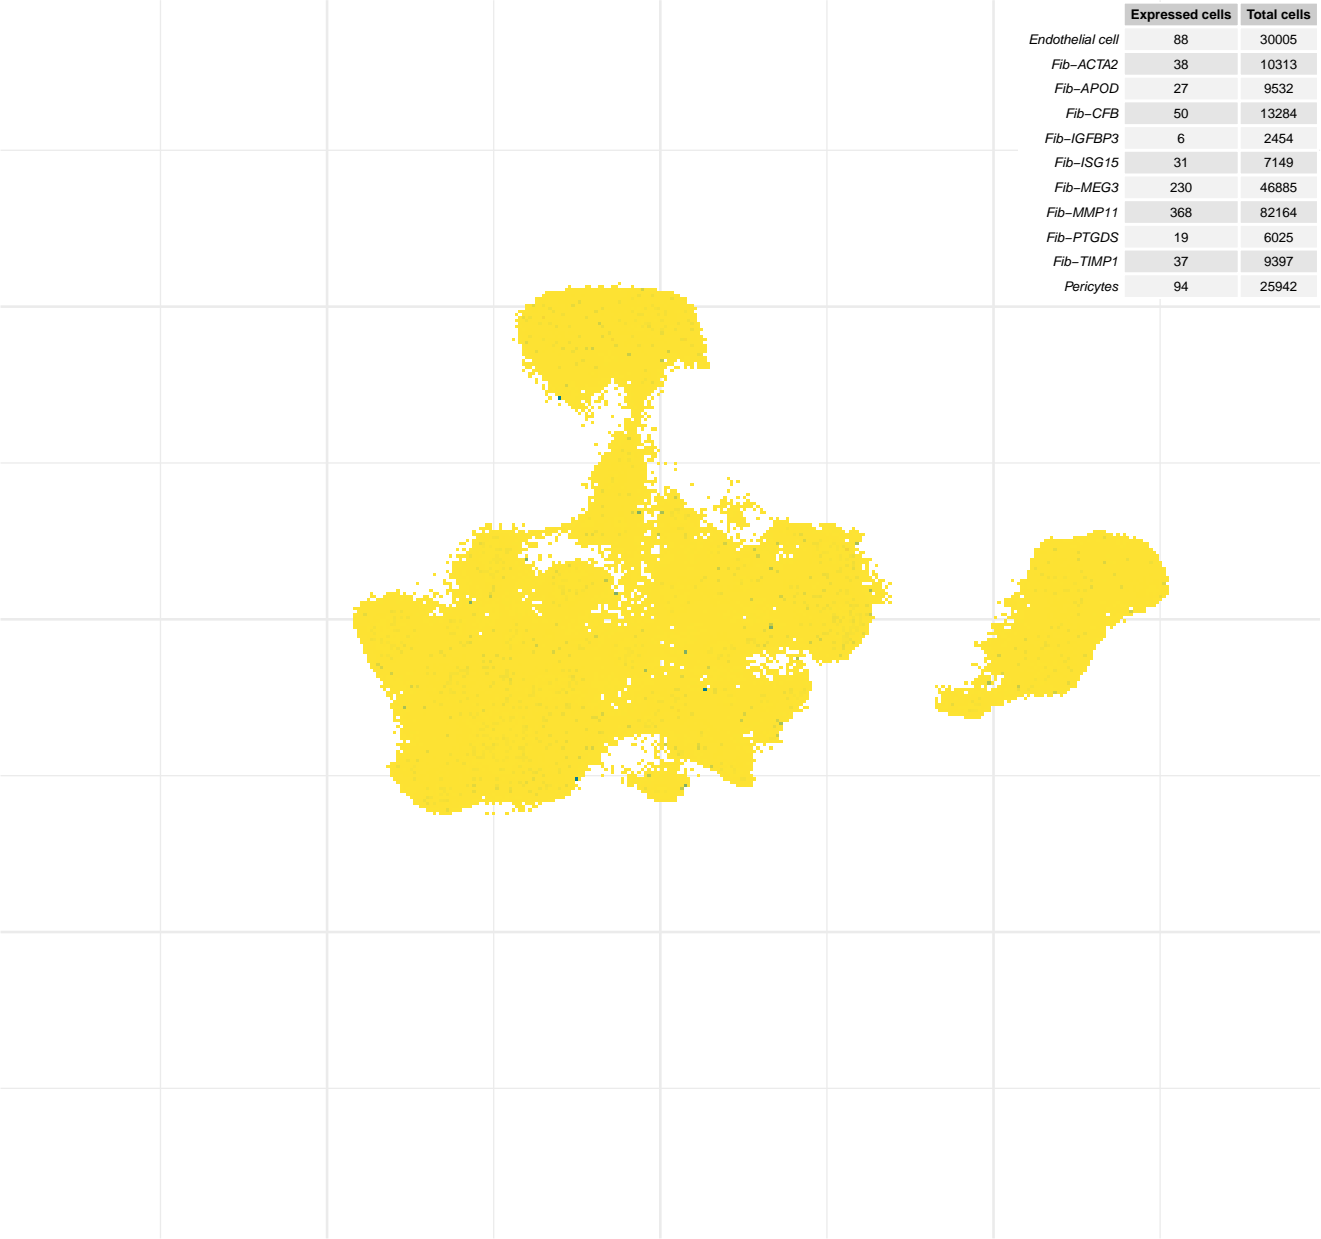 Expressed cells Total cells
Endothelial cell 88 30005
Fib−ACTA2 38 10313
Fib−APOD 27 9532
Fib−CFB 50 13284
Fib−IGFBP3 6 2454
Fib−ISG15 31 7149
Fib−MEG3 230 46885
Fib−MMP11 368 82164
Fib−PTGDS 19 6025
Fib−TIMP1 37 9397
Pericytes 94 25942